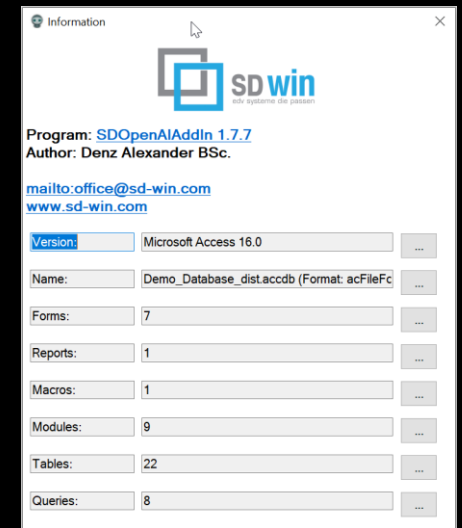 Information
SD win
edv systeme die passen
Program: SDOpenAIAddIn 1.7.7
Author: Denz Alexander BSc.
mailto:office@sd-win.com
www.sd-win.com
Version: Microsoft Access 16.0 ...
Name: Demo_Database_dist.accdb (Format: acFileFc ...
Forms: 7 ...
Reports: 1 ...
Macros: 1 ...
Modules: 9 ...
Tables: 22 ...
Queries: 8 ...